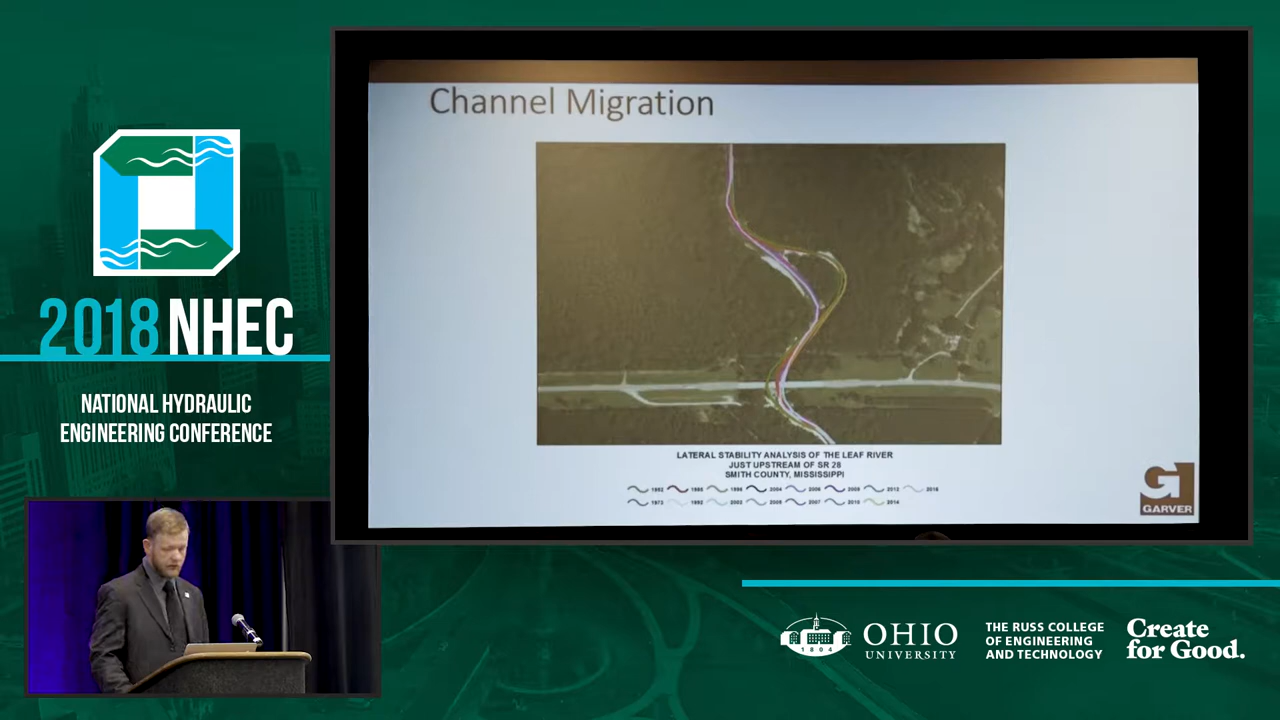 Channel Migration
2018 NHEC
NATIONAL HYDRAULIC
ENGINEERING CONFERENCE
LATERAL STABILITY ANALYSIS OF THE LEAF RIVER
JUST UPSTREAM OF SR 28
SMITH COUNTY, MISSISSIPPI
GARVER
OHIO
UNIVERSITY
1804
THE RUSS COLLEGE
OF ENGINEERING
AND TECHNOLOGY
Create
for Good.